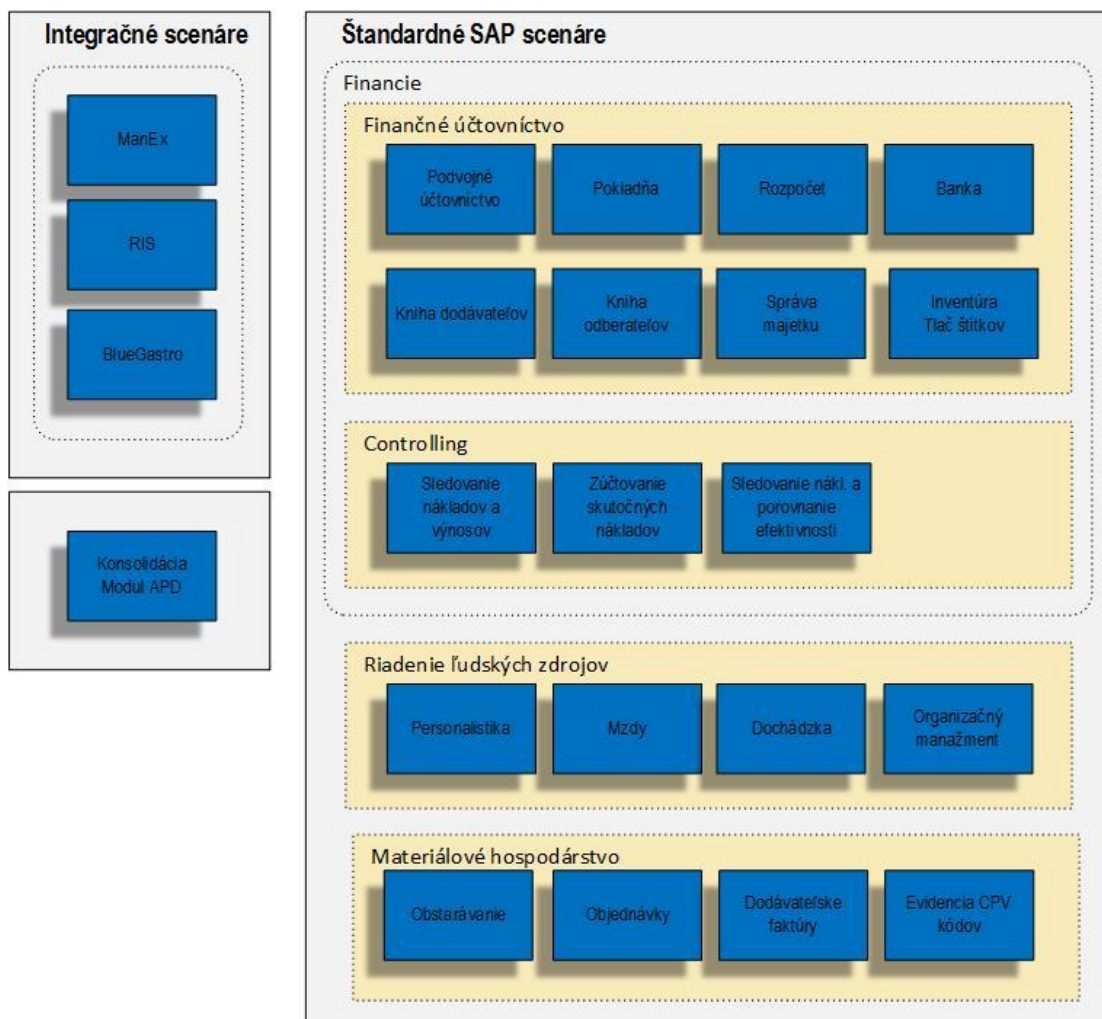 Integračné scenáre
ManEx
RIS
BlueGastro
Konsolidácia
Modul APD
Štandardné SAP scenáre
Financie
Finančné účtovníctvo
Podvojné
účtovníctvo
Pokladňa
Rozpočet
Banka
Kniha dodávateľov
Kniha
odberateľov
Správa
majetku
Inventúra
Tlač štítkov
Controlling
Sledovanie
nákladov a
výnosov
Zúčtovanie
skutočných
nákladov
Sledovanie nákl. a
porovnanie
efektívnosti
Riadenie ľudských zdrojov
Personalistika
Mzdy
Dochádzka
Organizačný
manažment
Materiálové hospodárstvo
Obstarávanie
Objednávky
Dodávateľske
faktúry
Evidencia CPV
kódov